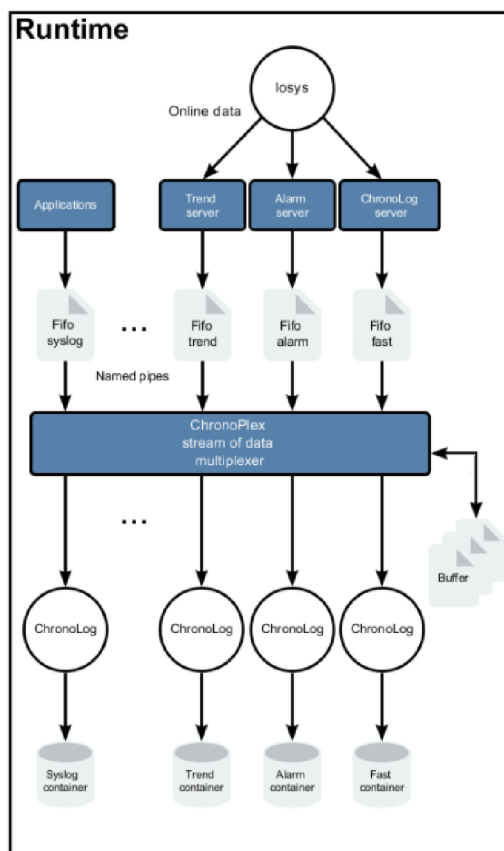 Runtime
Iosys
Online data
Applications
Trend
server
Alarm
server
ChronoLog
server
Fifo
syslog
...
Fifo
trend
Fifo
alarm
Fifo
fast
Named pipes
ChronoPlex
stream of data
multiplexer
...
Buffer
ChronoLog
ChronoLog
ChronoLog
ChronoLog
Syslog
container
Trend
container
Alarm
container
Fast
container